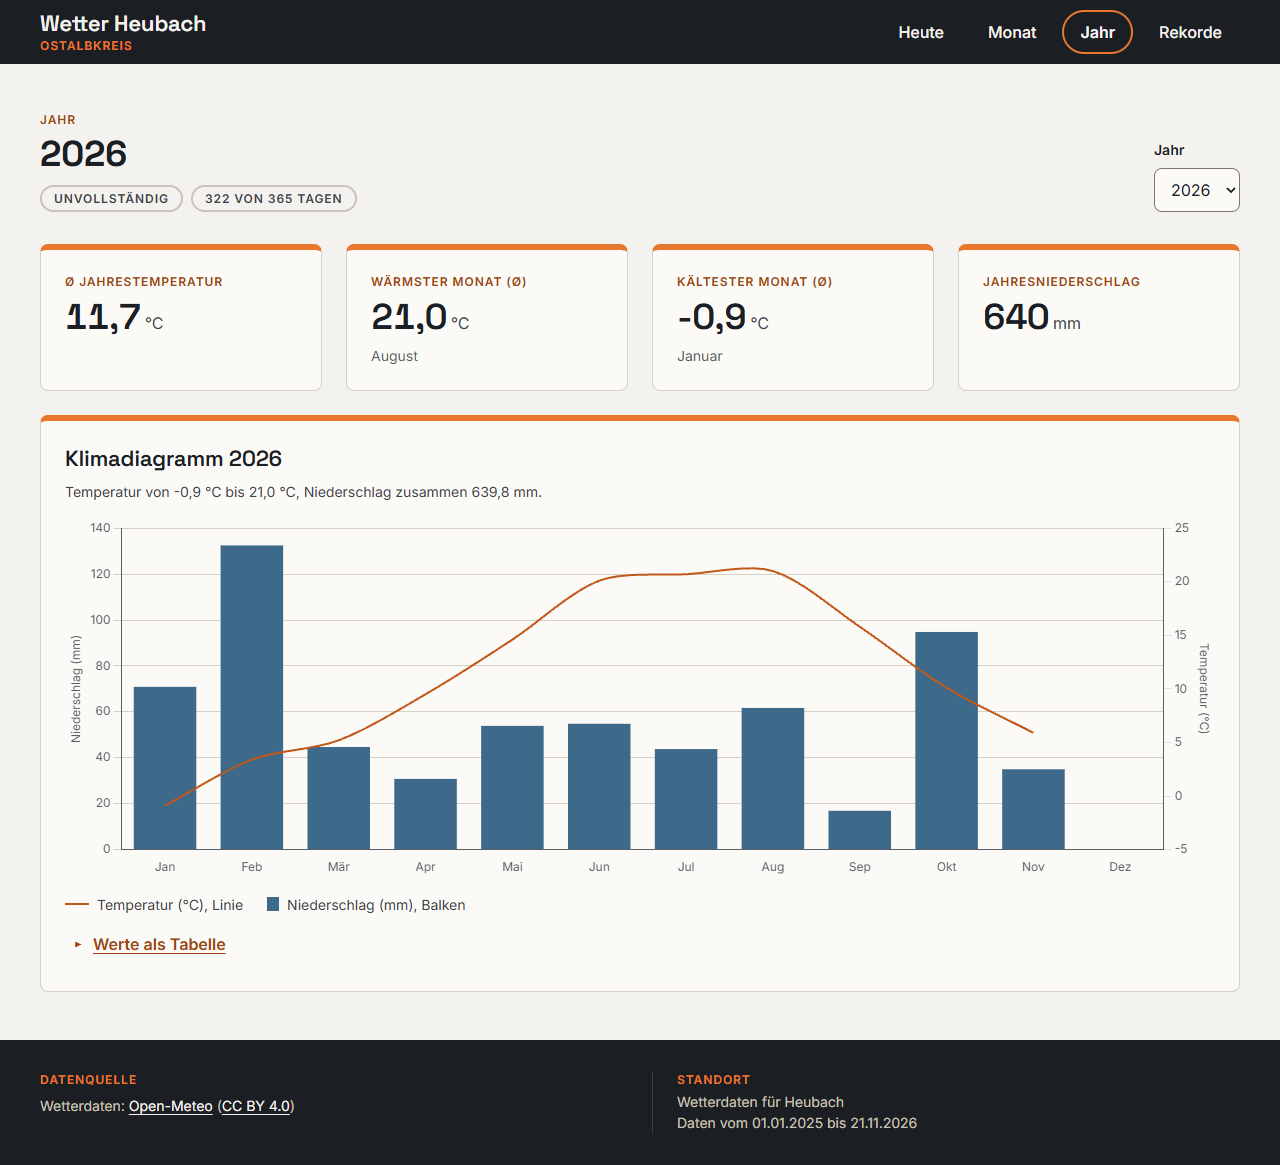 Wetter Heubach
OSTALBKREIS
Heute
Monat
Jahr
Rekorde
JAHR
2026
UNVOLLSTÄNDIG
322 VON 365 TAGEN
Jahr
2026
Ø JAHRESTEMPERATUR
11,7 °C
WÄRMSTER MONAT (Ø)
21,0 °C
August
KÄLTESTER MONAT (Ø)
-0,9 °C
Januar
JAHRESNIEDERSCHLAG
640 mm
Klimadiagramm 2026
Temperatur von -0,9 °C bis 21,0 °C, Niederschlag zusammen 639,8 mm.
Niederschlag (mm)
140
120
100
80
60
40
20
0
25
20
15
10
5
0
-5
Temperatur (°C)
Jan
Feb
Mär
Apr
Mai
Jun
Jul
Aug
Sep
Okt
Nov
Dez
Temperatur (°C), Linie
Niederschlag (mm), Balken
Werte als Tabelle
DATENQUELLE
Wetterdaten: Open-Meteo (CC BY 4.0)
STANDORT
Wetterdaten für Heubach
Daten vom 01.01.2025 bis 21.11.2026